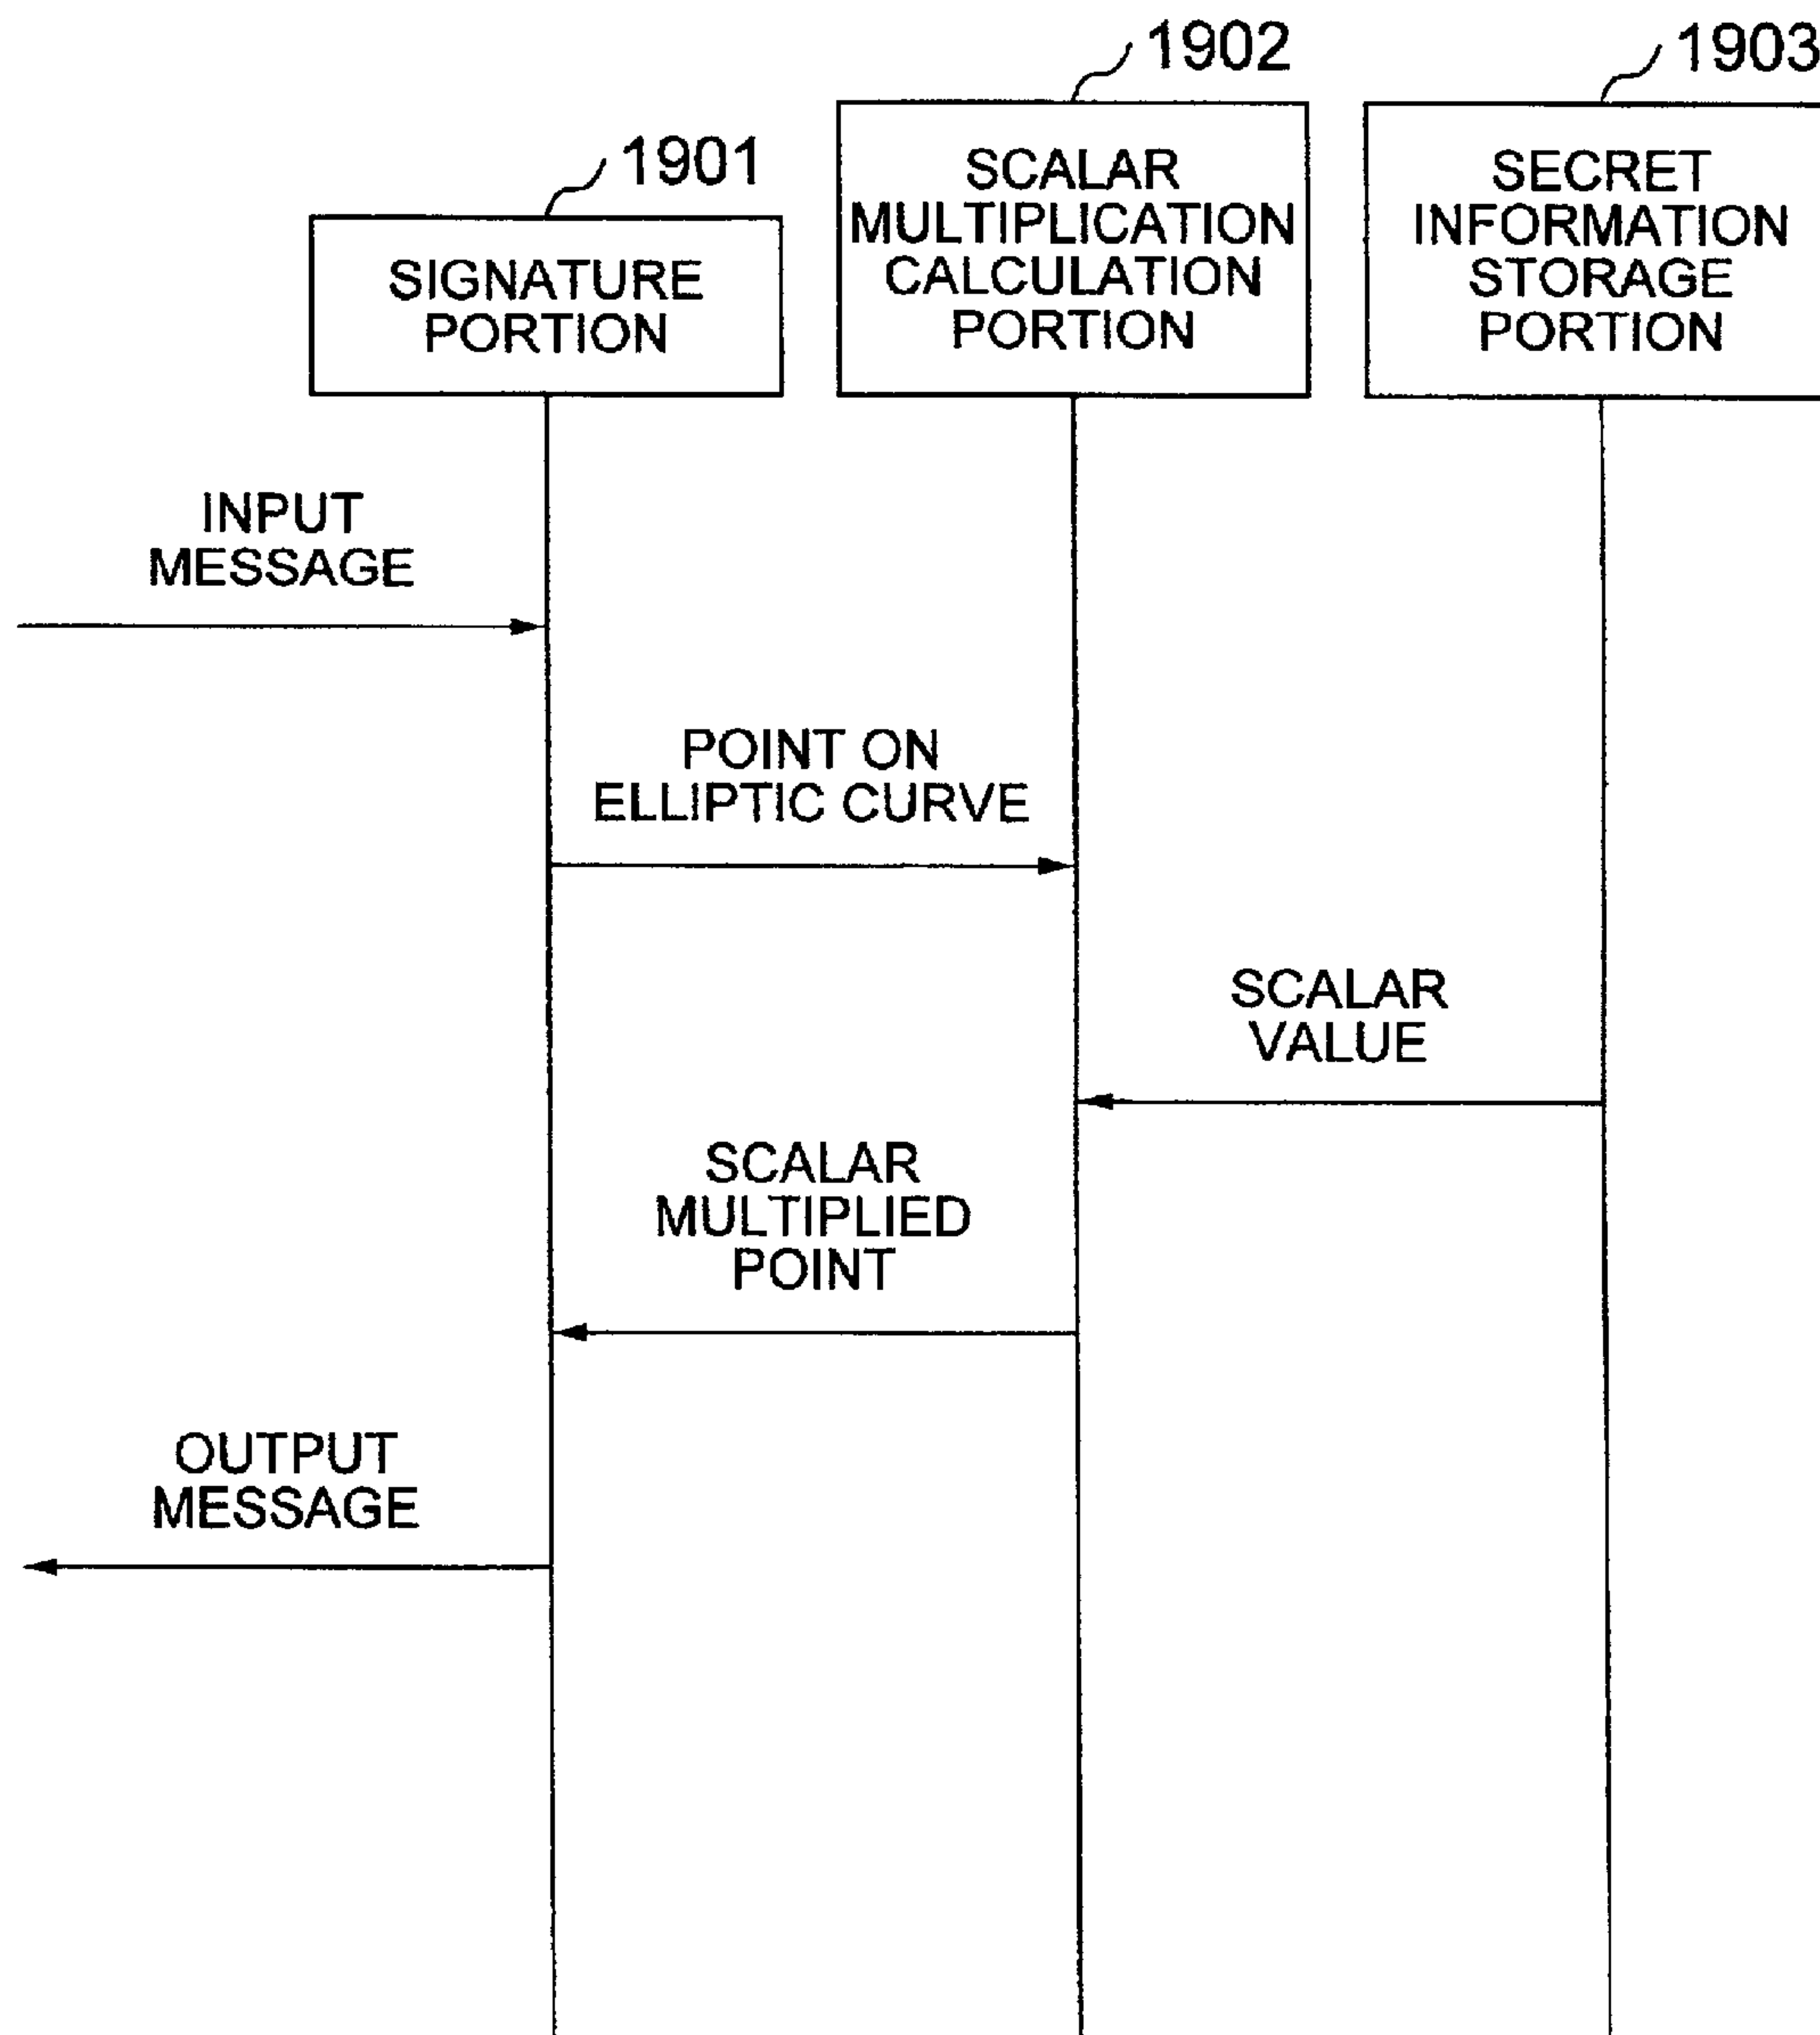 1902
1903
1901
SCALAR
MULTIPLICATION
CALCULATION
PORTION
SECRET
INFORMATION
STORAGE
PORTION
SIGNATURE
PORTION
INPUT
MESSAGE
POINT ON
ELLIPTIC CURVE
SCALAR
VALUE
SCALAR
MULTIPLIED
POINT
OUTPUT
MESSAGE